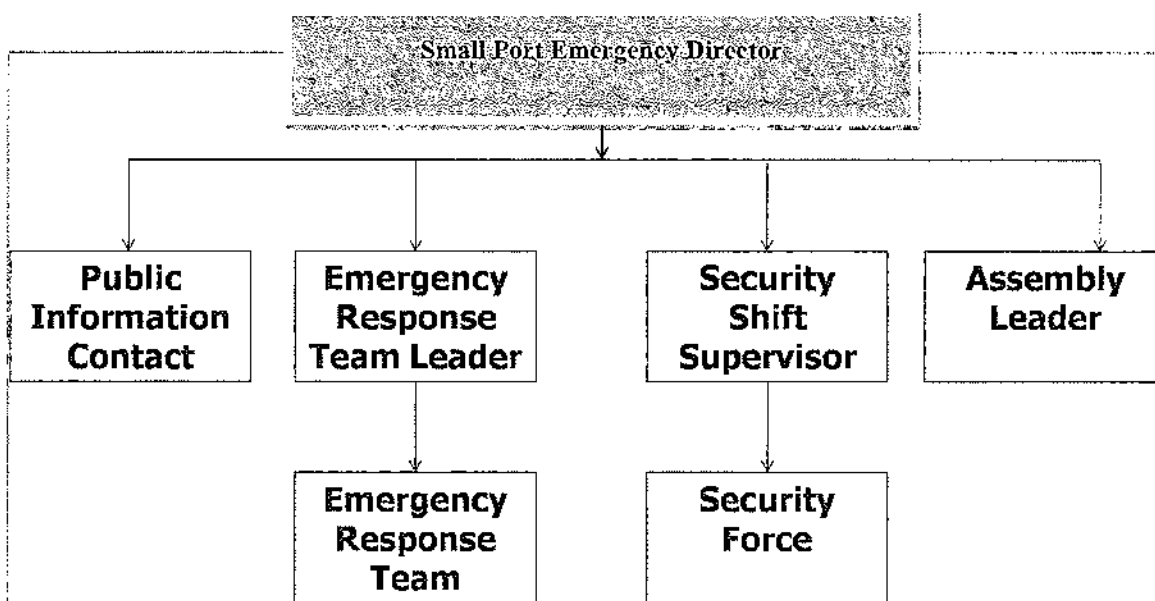 Small Port Emergency Director
Public
Information
Contact
Emergency
Response
Team Leader
Security
Shift
Supervisor
Assembly
Leader
Emergency
Response
Team
Security
Force